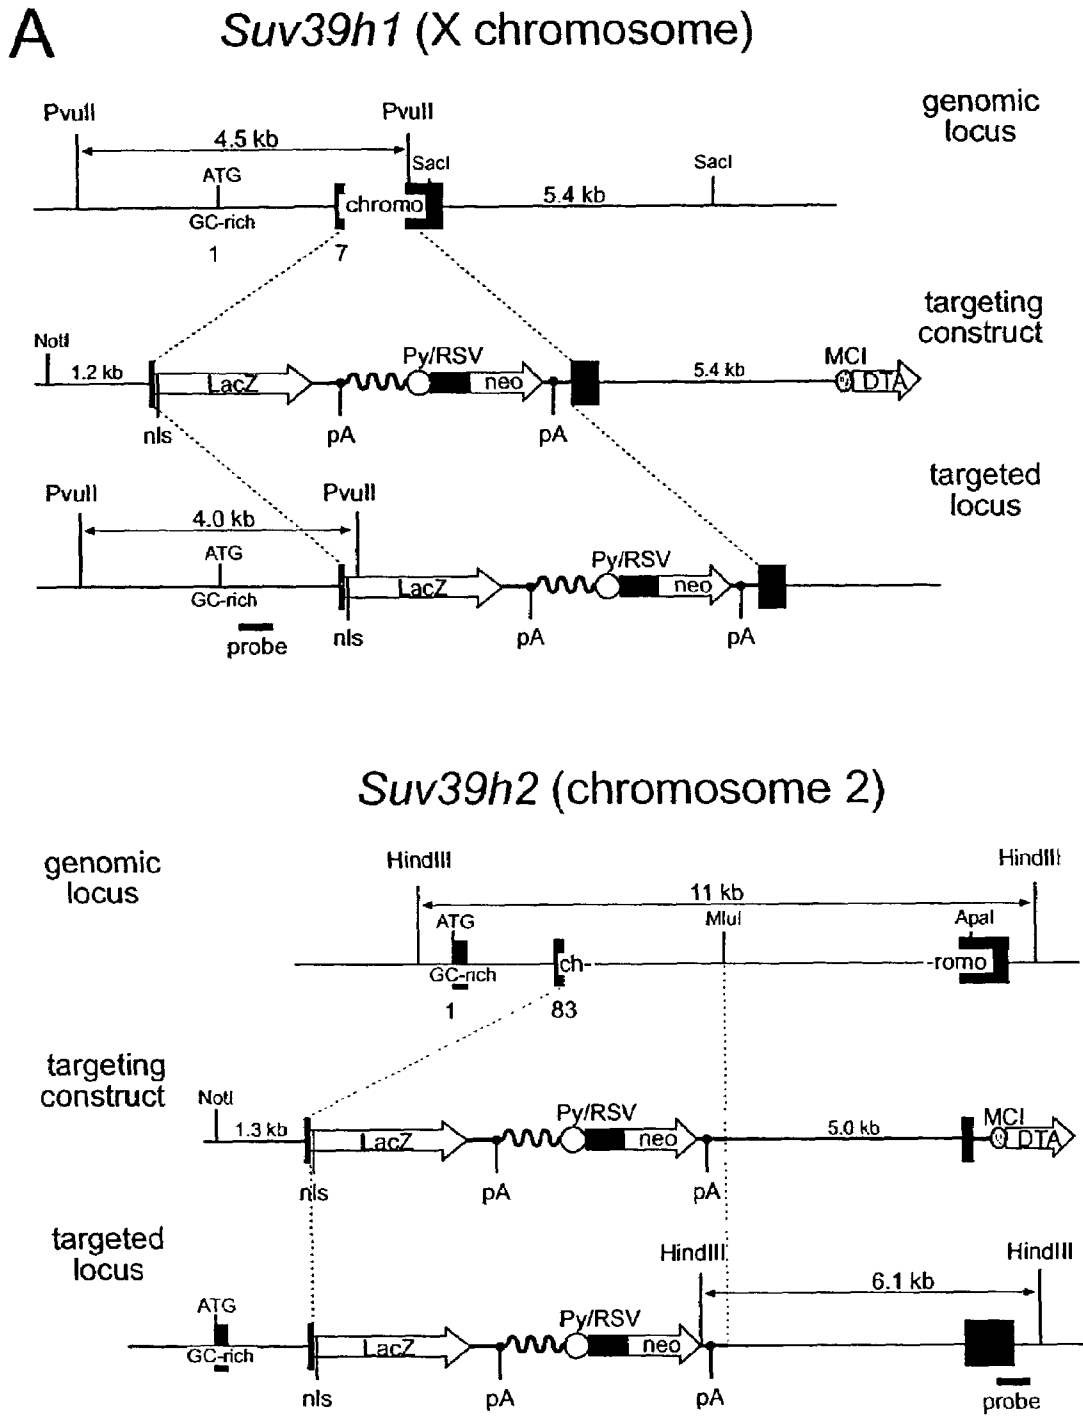 A
Suv39h1 (X chromosome)
PvuII
PvuII
genomic
locus
4.5 kb
ATG
SacI
SacI
chromo
5.4 kb
GC-rich
1
7
targeting
construct
NotI
1.2 kb
LacZ
Py/RSV
neo
5.4 kb
MCI
DTA
nls
pA
pA
targeted
locus
PvuII
PvuII
4.0 kb
ATG
GC-rich
LacZ
Py/RSV
neo
probe
nls
pA
pA
Suv39h2 (chromosome 2)
genomic
locus
HindIII
HindIII
11 kb
ATG
MluI
ApaI
GC-rich
ch-
-romo
1
83
targeting
construct
NotI
1.3 kb
LacZ
Py/RSV
neo
5.0 kb
MCI
DTA
nls
pA
pA
targeted
locus
HindIII
HindIII
6.1 kb
ATG
GC-rich
LacZ
Py/RSV
neo
nls
pA
pA
probe